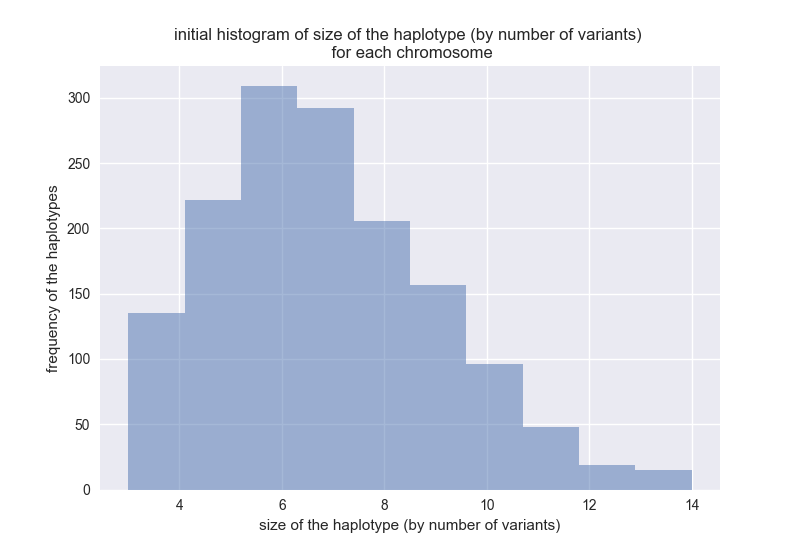 initial histogram of size of the haplotype (by number of variants)
for each chromosome
300
250
200
150
100
50
0
frequency of the haplotypes
4 6 8 10 12 14
size of the haplotype (by number of variants)